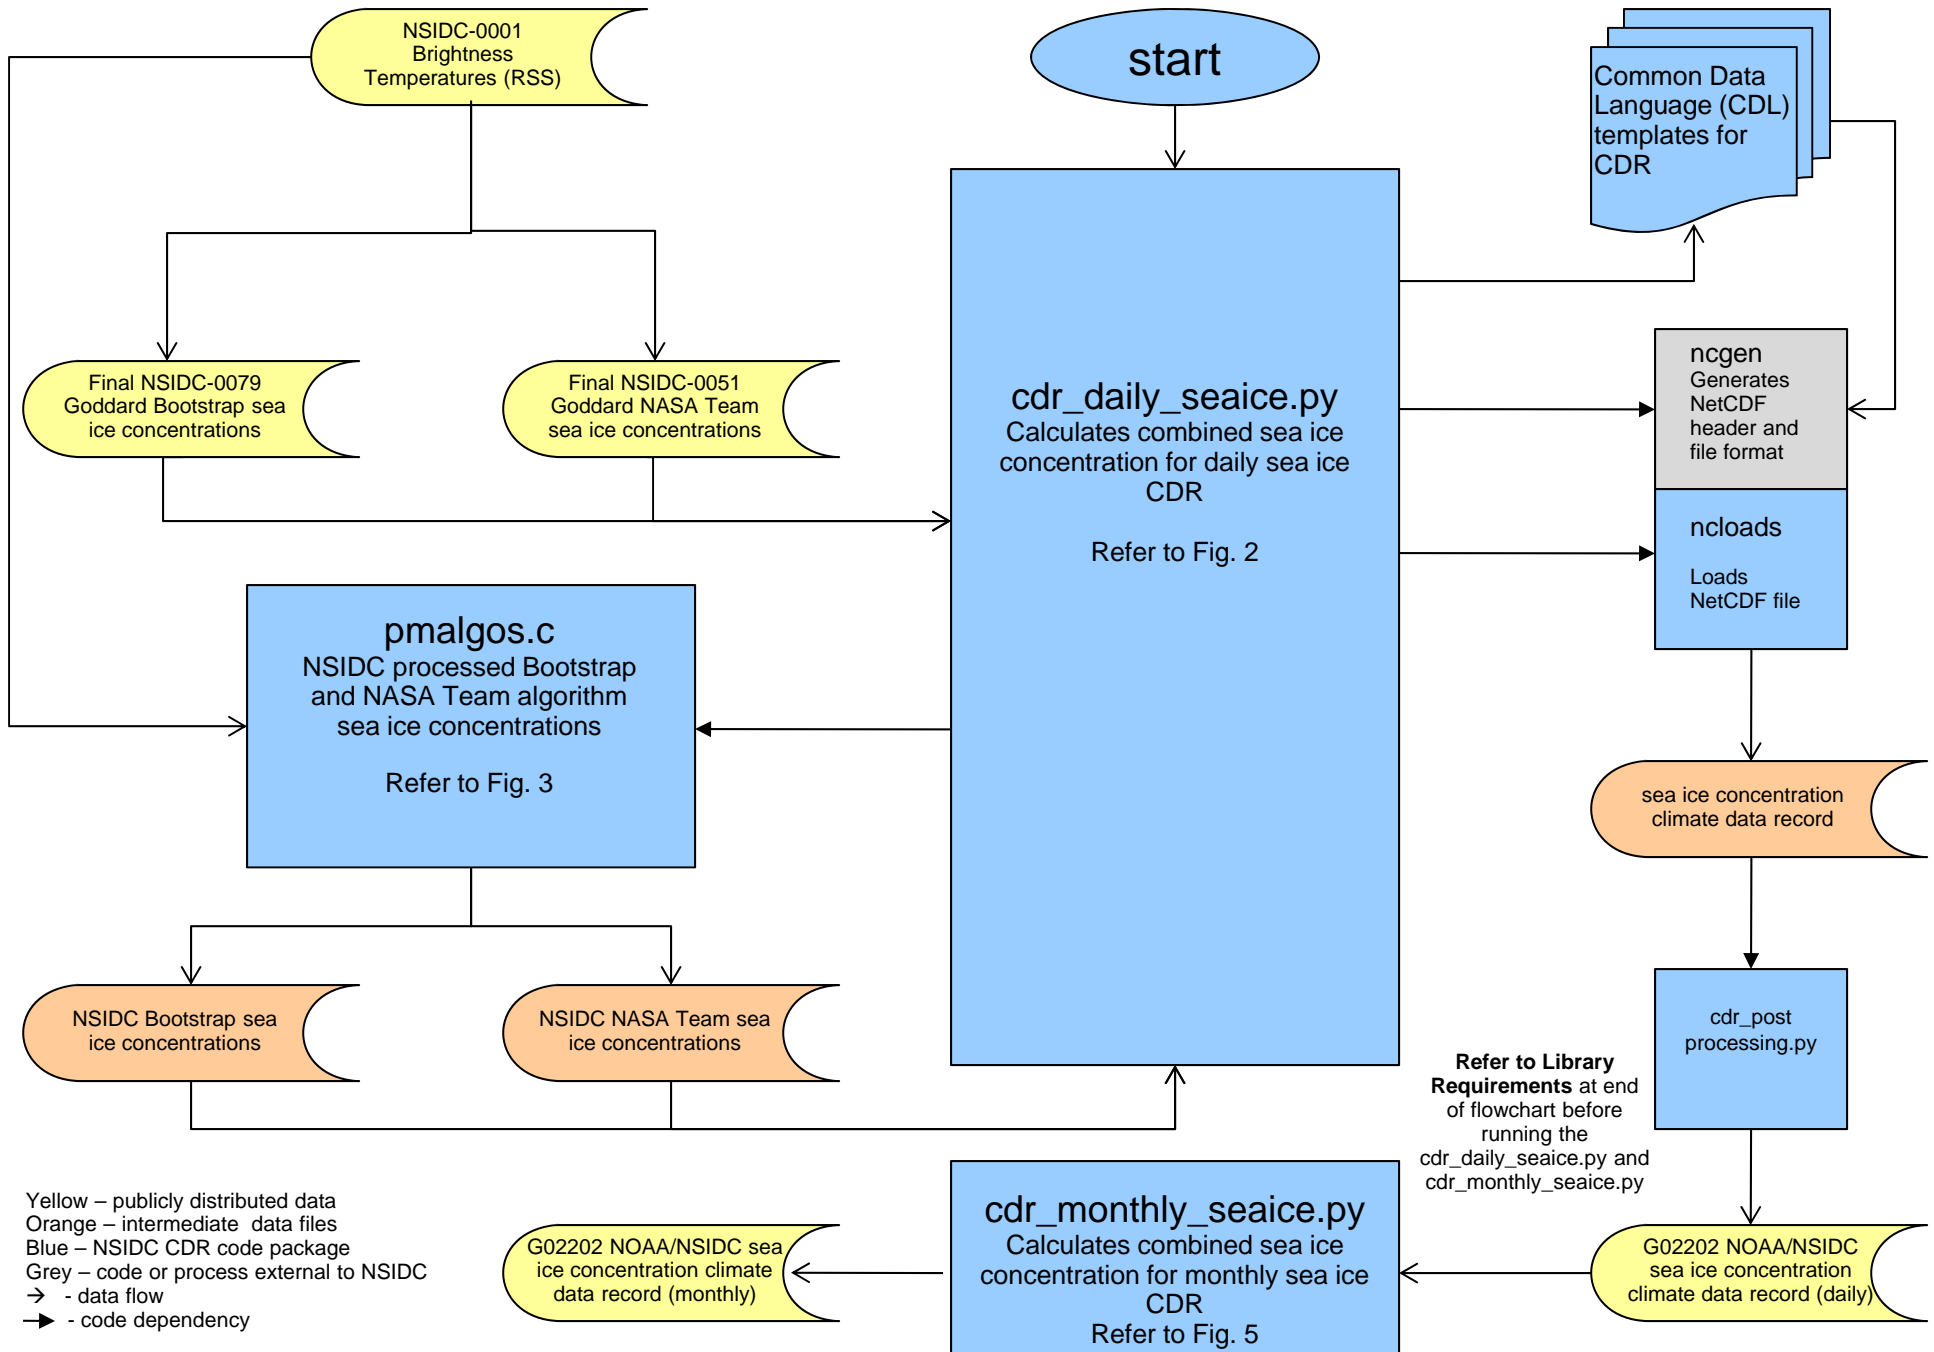 NSIDC-0001
Brightness
Temperatures (RSS)
start
Common Data
Language (CDL)
templates for
CDR
Final NSIDC-0079
Goddard Bootstrap sea
ice concentrations
Final NSIDC-0051
Goddard NASA Team
sea ice concentrations
cdr_daily_seaice.py
Calculates combined sea ice
concentration for daily sea ice
CDR
Refer to Fig. 2
ncgen
Generates
NetCDF
header and
file format
ncloads
Loads
NetCDF file
pmalgos.c
NSIDC processed Bootstrap
and NASA Team algorithm
sea ice concentrations
Refer to Fig. 3
sea ice concentration
climate data record
NSIDC Bootstrap sea
ice concentrations
NSIDC NASA Team sea
ice concentrations
cdr_post
processing.py
Refer to Library
Requirements at end
of flowchart before
running the
cdr_daily_seaice.py and
cdr_monthly_seaice.py
Yellow – publicly distributed data
Orange – intermediate  data files
Blue – NSIDC CDR code package
Grey – code or process external to NSIDC
→ - data flow
→ - code dependency
G02202 NOAA/NSIDC sea
ice concentration climate
data record (monthly)
cdr_monthly_seaice.py
Calculates combined sea ice
concentration for monthly sea ice
CDR
Refer to Fig. 5
G02202 NOAA/NSIDC
sea ice concentration
climate data record (daily)